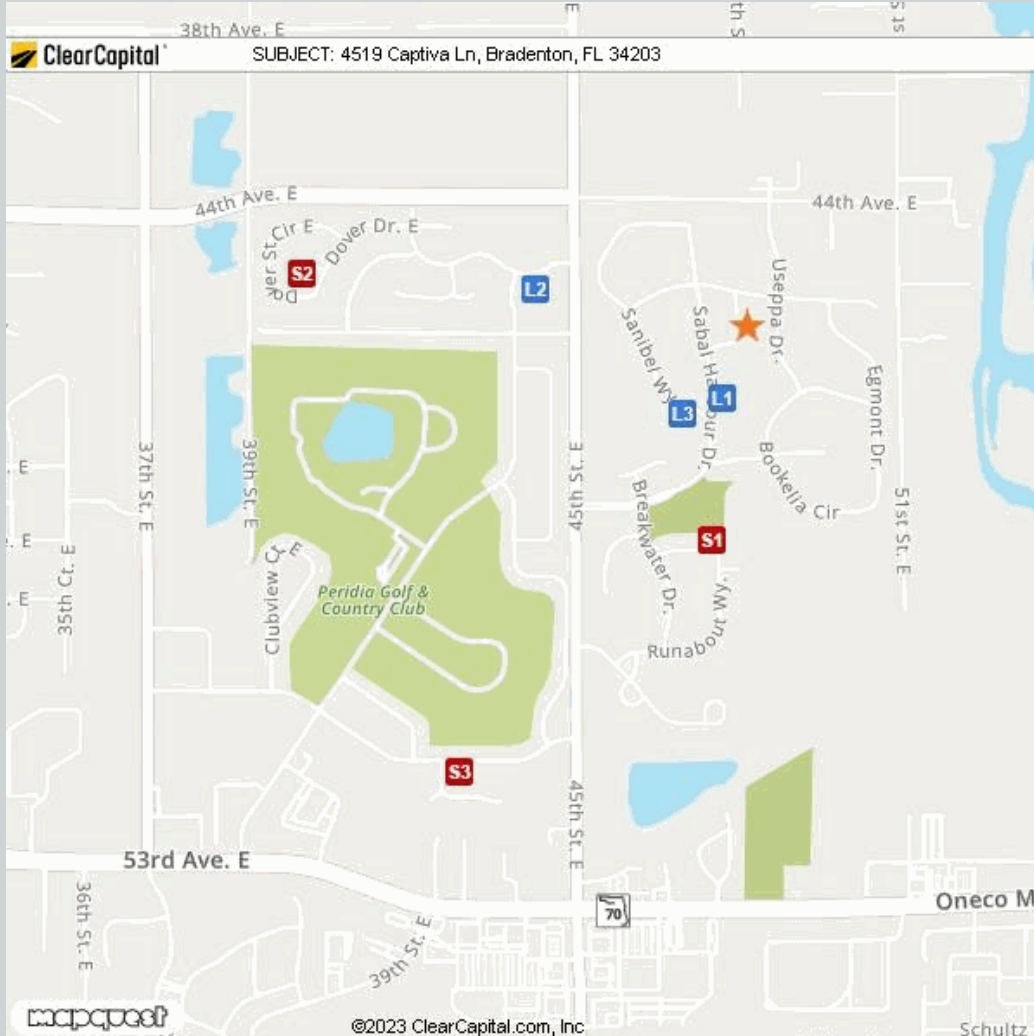 38th Ave. E
E
ClearCapital
SUBJECT: 4519 Captiva Ln, Bradenton, FL 34203
44th Ave. E
44th Ave. E
Cir E
Dover Dr. E
S2
L2
Useppa Dr.
Sanibel Wy.
L3
L1
Egmont Dr.
37th St. E
39th St. E
45th St. E
Bookelia Cir
51st St. E
. E
. E
. E
35th Ct. E
Clubview Ct. E
Peridia Golf &
Country Club
Breakwater Dr.
S1
Runabout Wy.
S3
45th St. E
53rd Ave. E
36th St. E
39th St. E
70
Oneco M
mapquest
©2023 ClearCapital.com, Inc
Schultz